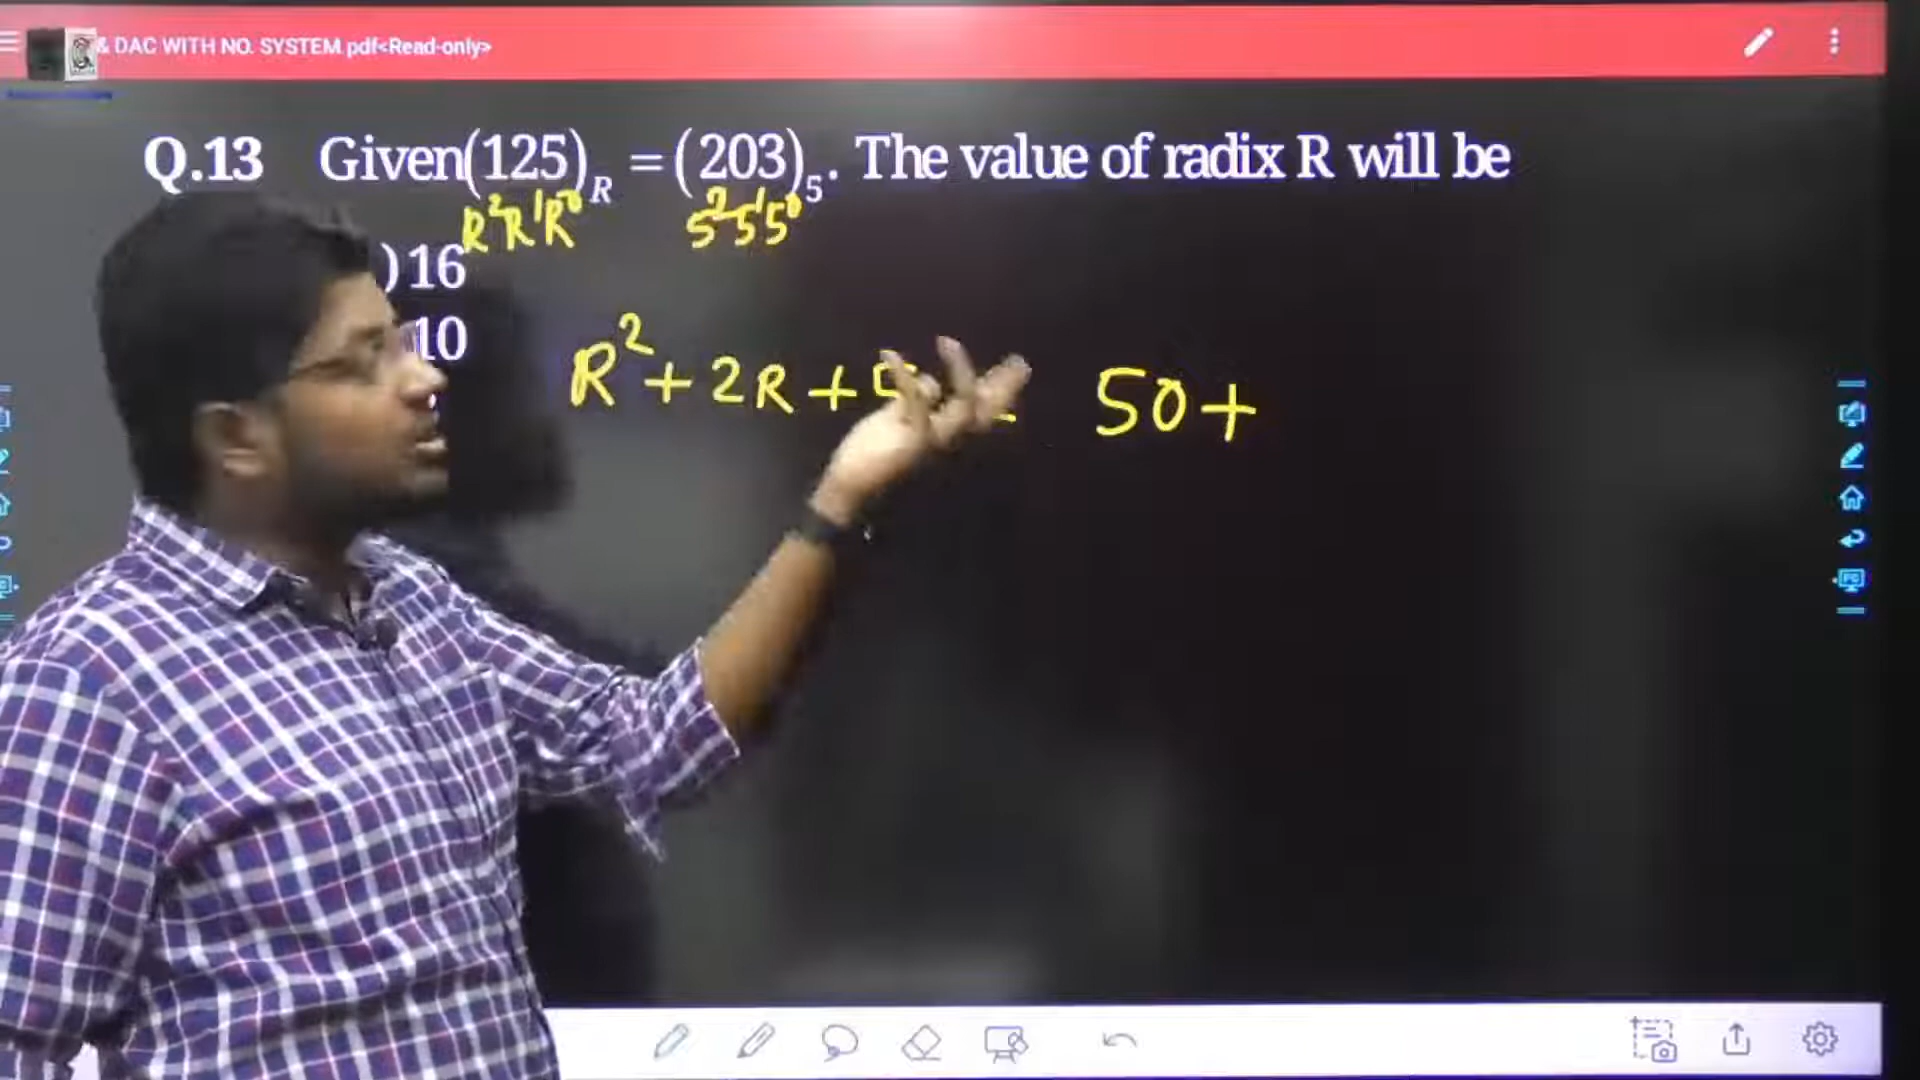 & DAC WITH NO. SYSTEM.pdf<Read-only>
Q.13 Given (125)R = (203)5. The value of radix R will be
R²R¹R⁰ 5²5¹5⁰
) 16
10
R² + 2R + 5 = 50 +